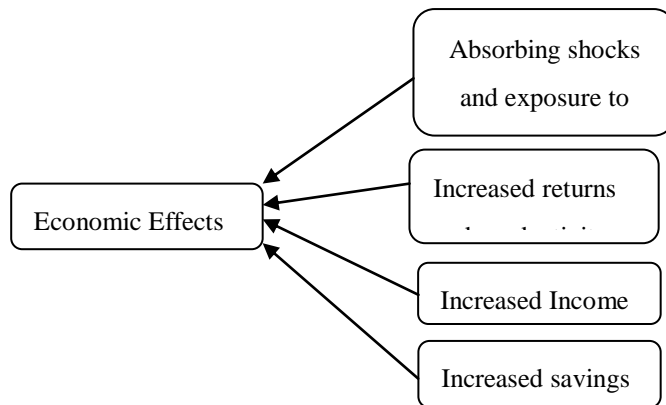 Absorbing shocks
and exposure to
Increased returns
Economic Effects
Increased Income
Increased savings